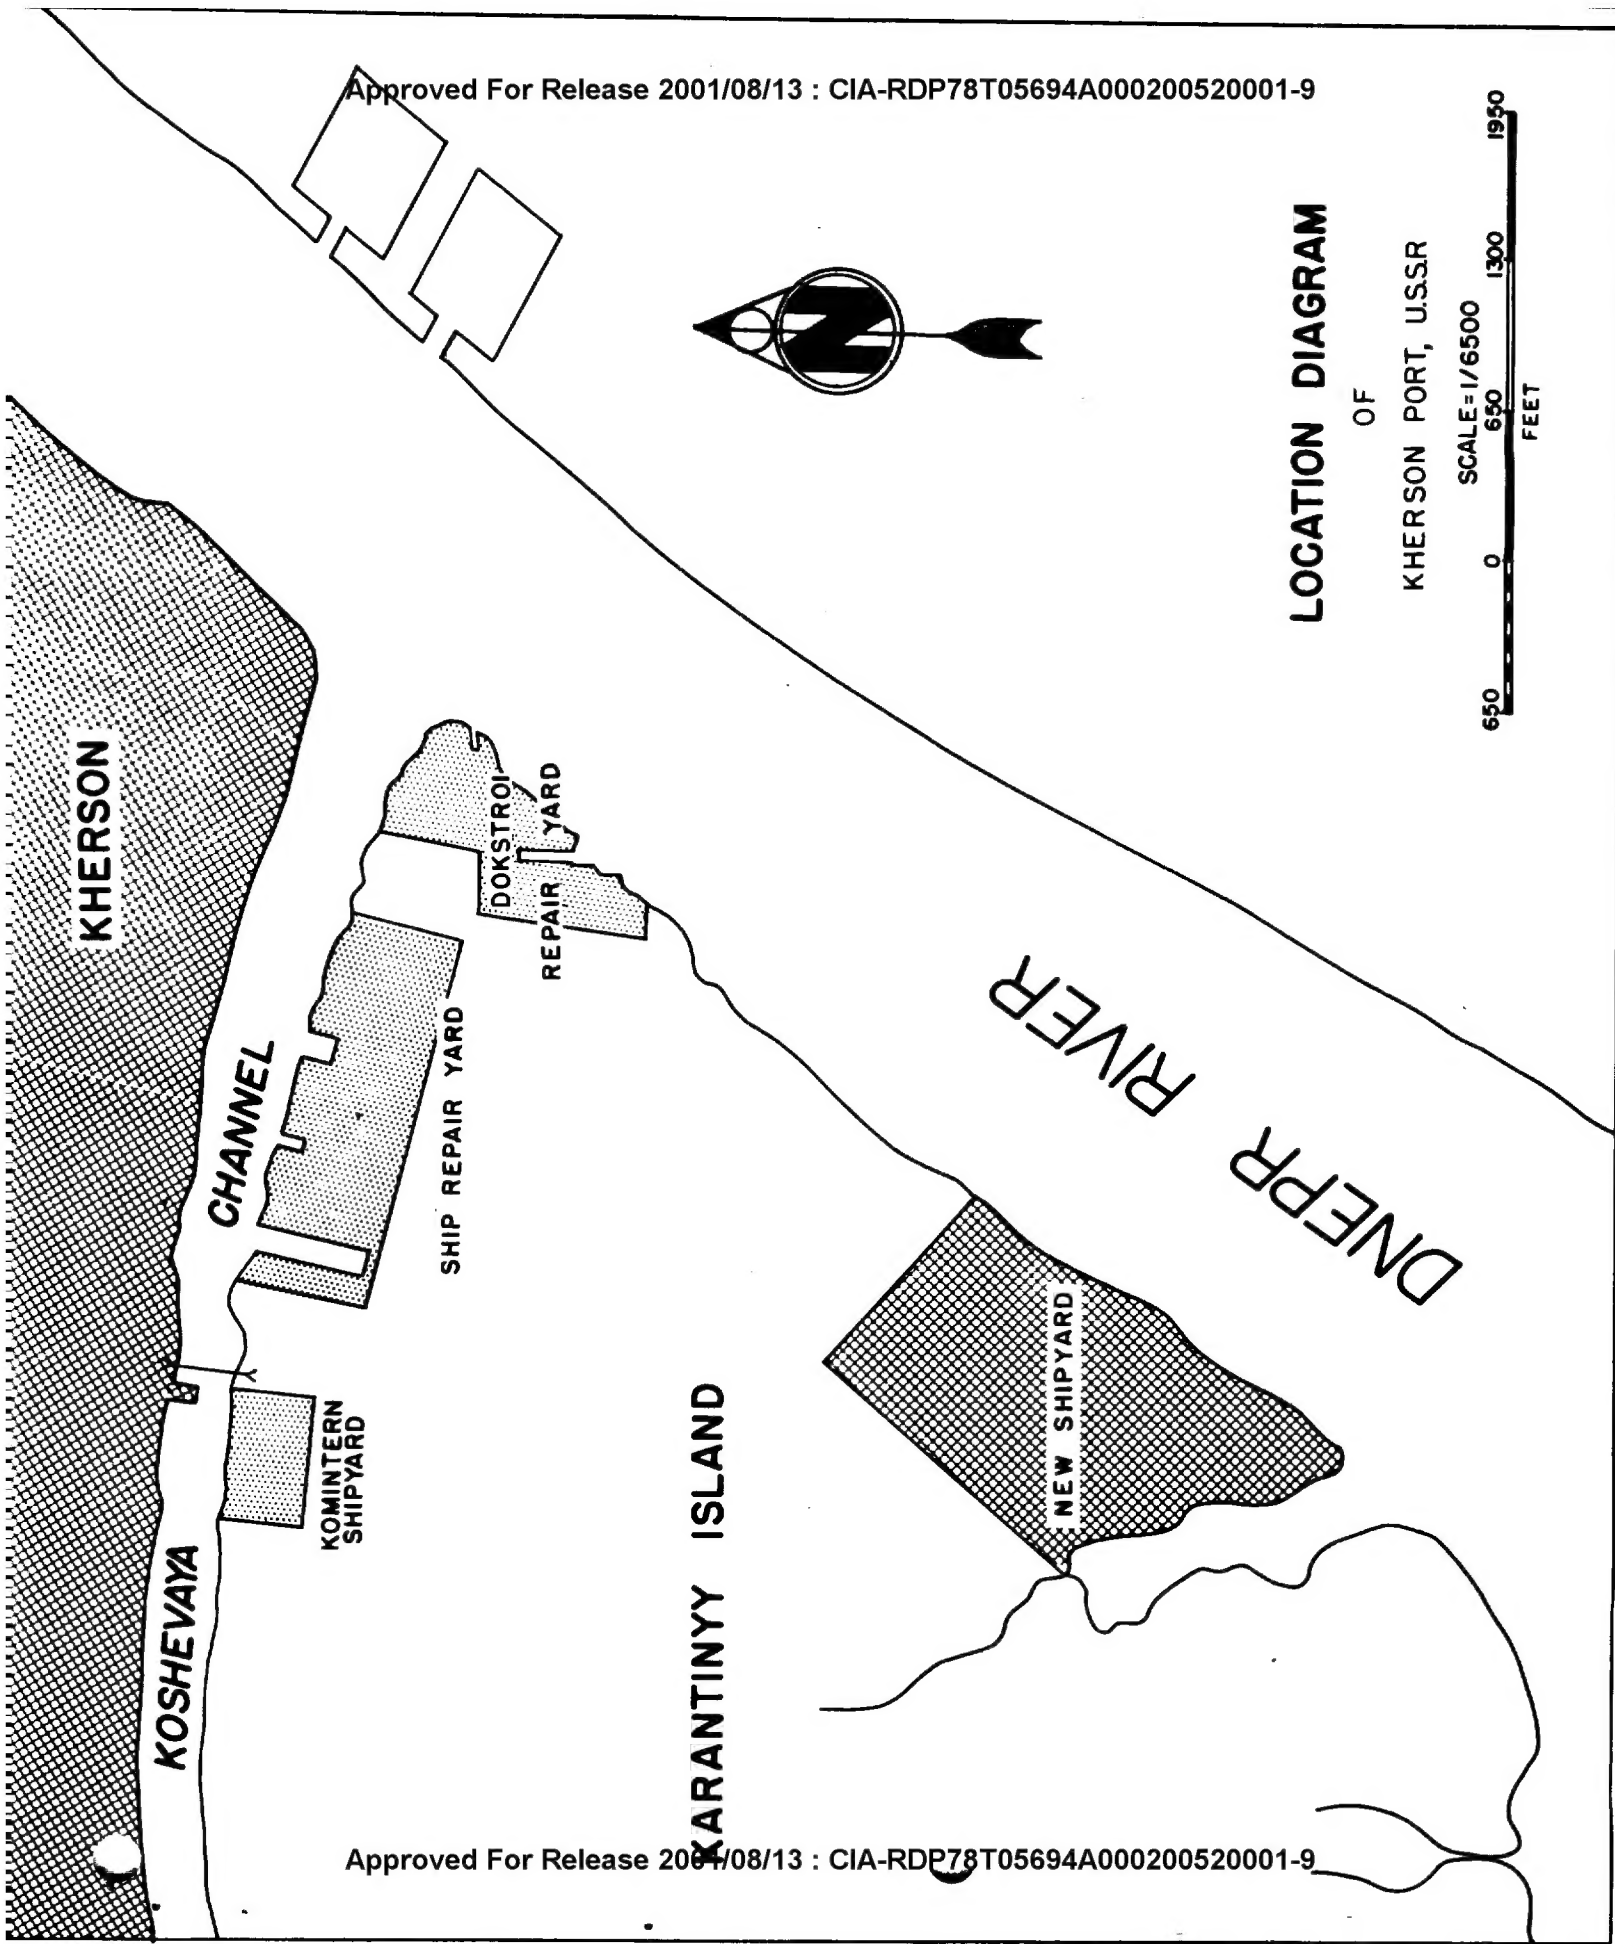 Approved For Release 2001/08/13 : CIA-RDP78T05694A000200520001-9
KHERSON
KOSHEVAYA CHANNEL
KOMINTERN
SHIPYARD
SHIP REPAIR YARD
DOKSTROI
REPAIR YARD
KARANTINYY ISLAND
NEW SHIPYARD
DNEPR RIVER
N
LOCATION DIAGRAM
OF
KHERSON PORT, U.S.S.R
SCALE=1/6500
650 0 650 1300 1950
FEET
Approved For Release 2001/08/13 : CIA-RDP78T05694A000200520001-9